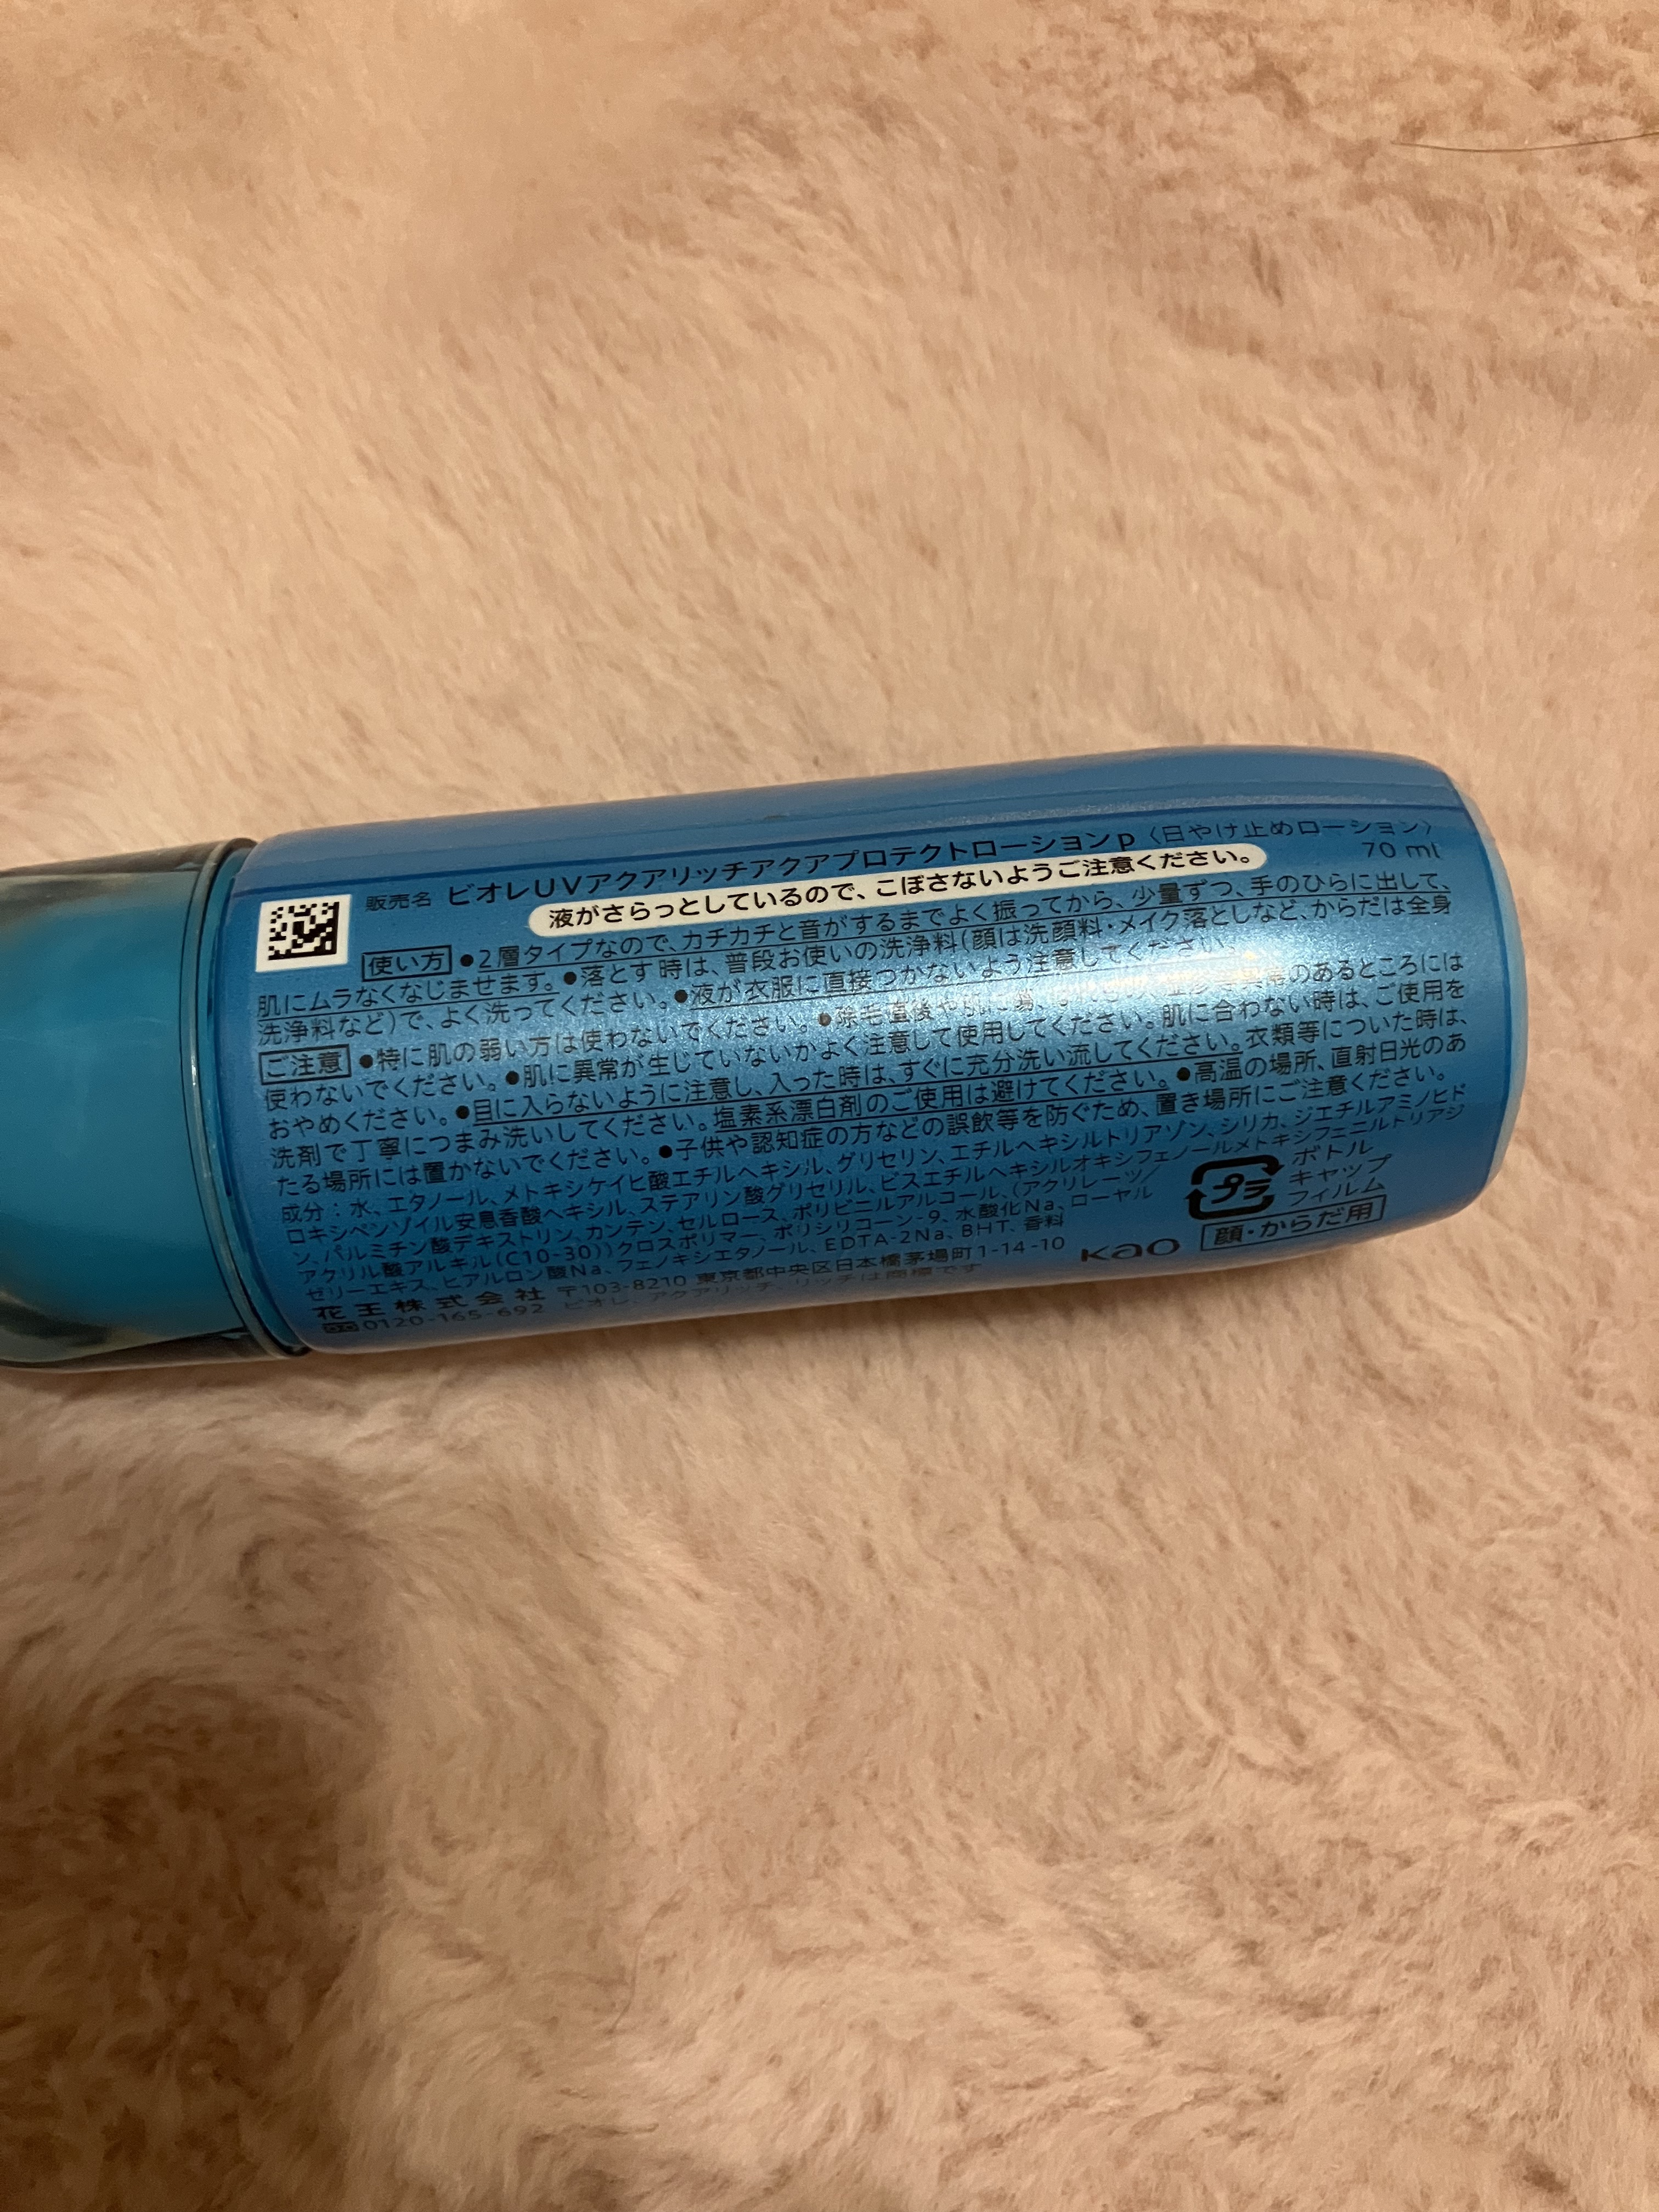 販売名 ビオレUVアクアリッチアクアプロテクトローションp 〈日やけ止めローション〉
70 ml
液がさらっとしているので、こぼさないようご注意ください。
使い方 ●2層タイプなので、カチカチと音がするまでよく振ってから、少量ずつ、手のひらに出して、
肌にムラなくなじませます。●落とす時は、普段お使いの洗浄料(顔は洗顔料・メイク落としなど、からだは全身
洗浄料など)で、よく洗ってください。●液が衣服に直接つかないよう注意してください。
ご注意 ●特に肌の弱い方は使わないでください。●除毛直後や肌に傷、のあるところには
使わないでください。●肌に異常が生じていないかよく注意して使用してください。肌に合わない時は、ご使用を
おやめください。●目に入らないように注意し、入った時は、すぐに充分洗い流してください。衣類等についた時は、
洗剤で丁寧につまみ洗いしてください。塩素系漂白剤のご使用は避けてください。●高温の場所、直射日光のあ
たる場所には置かないでください。●子供や認知症の方などの誤飲等を防ぐため、置き場所にご注意ください。
成分:水、エタノール、メトキシケイヒ酸エチルヘキシル、グリセリン、エチルヘキシルトリアゾン、シリカ、ジエチルアミノヒド
ロキシベンゾイル安息香酸ヘキシル、ステアリン酸グリセリル、ビスエチルヘキシルオキシフェノールメトキシフェニルトリアジ
ン、パルミチン酸デキストリン、カンテン、セルロース、ポリビニルアルコール、(アクリレーツ/
アクリル酸アルキル(C10-30))クロスポリマー、ポリシリコーン-9、水酸化Na、ローヤル
ゼリーエキス、ヒアルロン酸Na、フェノキシエタノール、EDTA-2Na、BHT、香料
花王株式会社 〒103-8210 東京都中央区日本橋茅場町1-14-10
0120-165-692 ビオレ、アクアリッチ、リッチは商標です
プラ
ボトル
キャップ
フィルム
kao
顔・からだ用